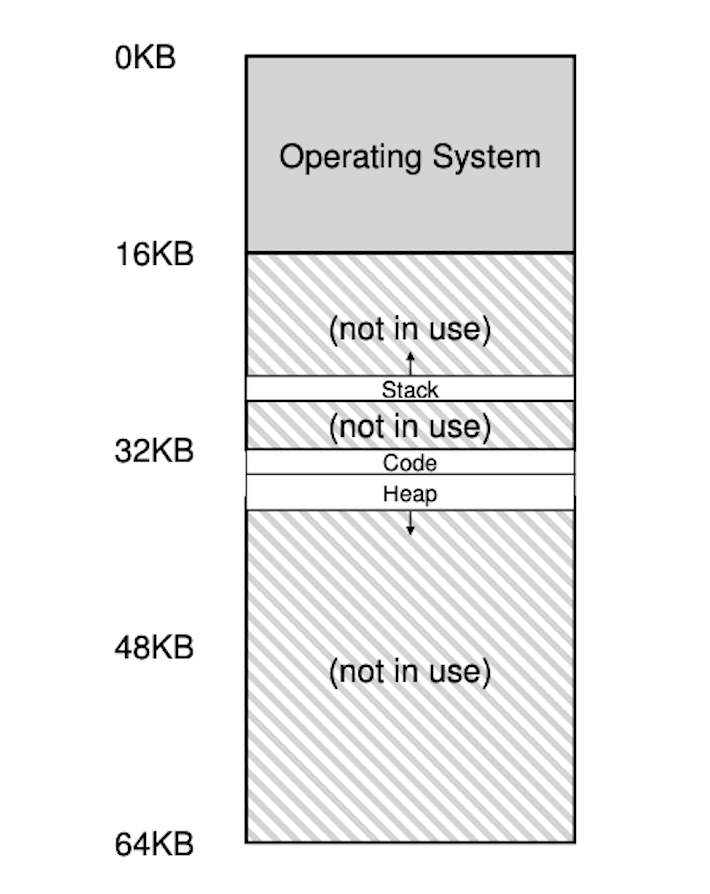 0KB
Operating System
16KB
(not in use)
Stack
(not in use)
32KB
Code
Heap
48KB
(not in use)
64KB